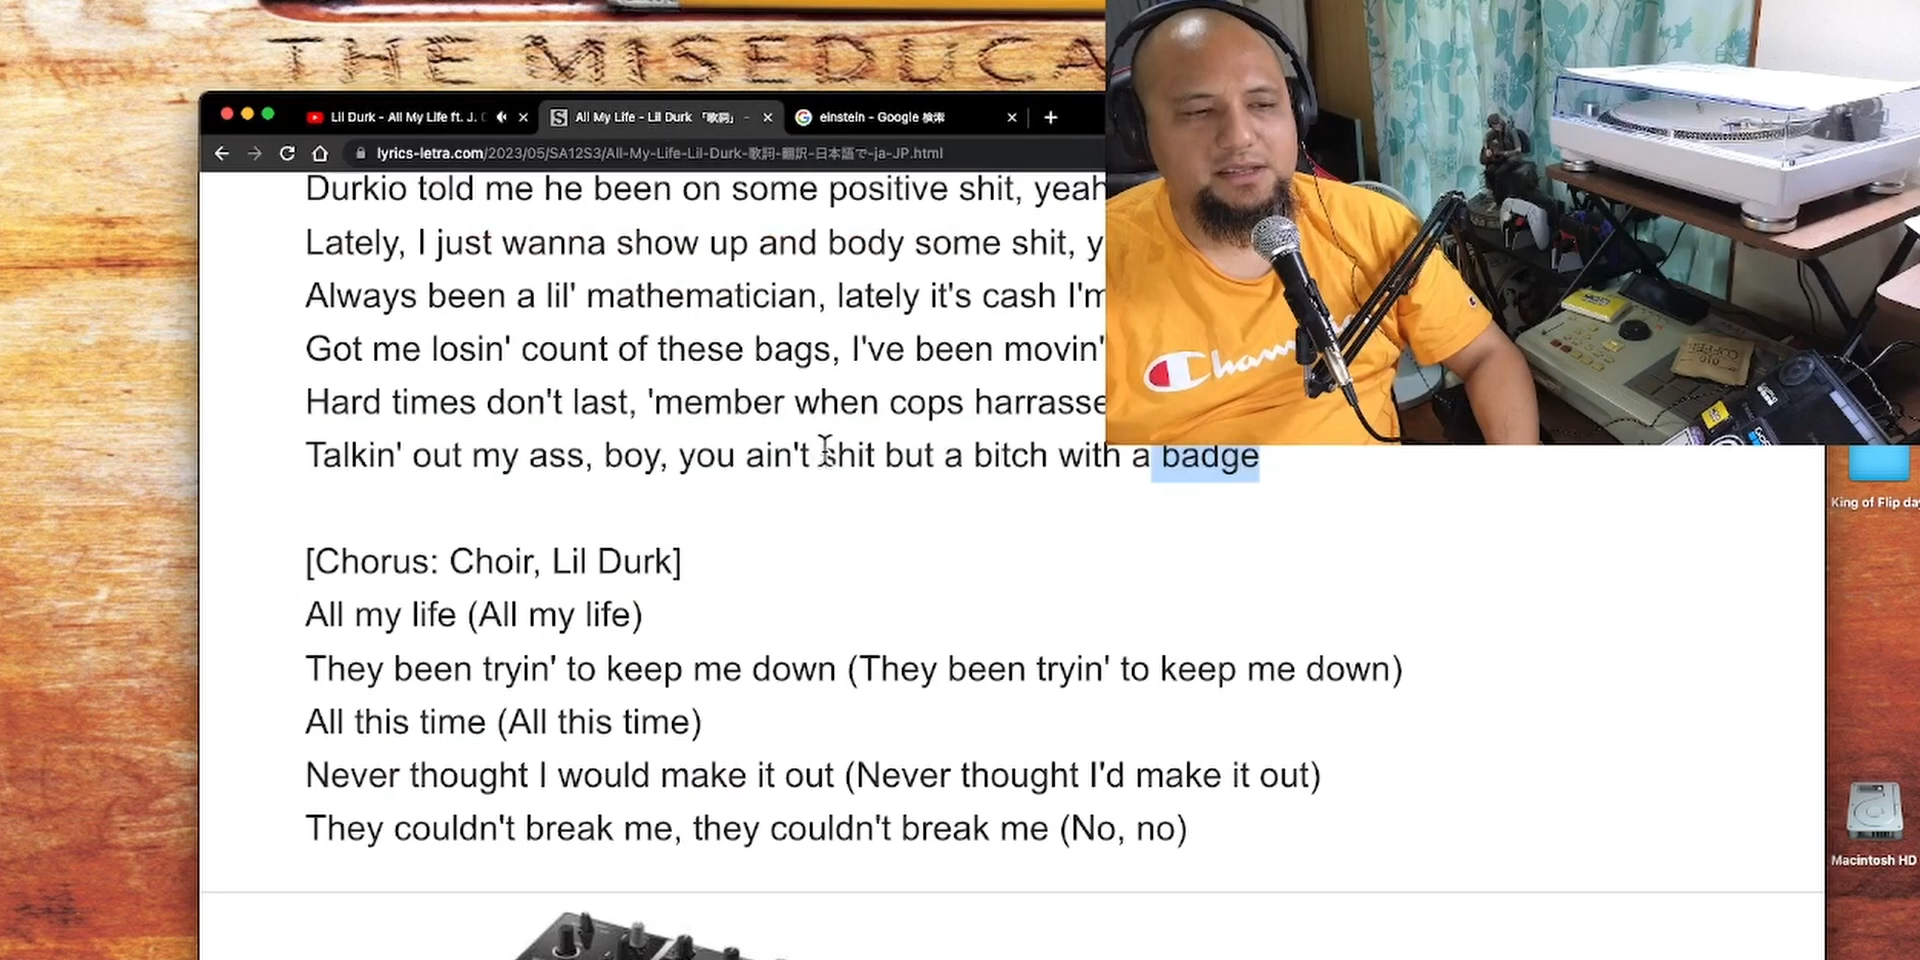 THE MISEDUCA
Lil Durk - All My Life ft. J. C
All My Life - Lil Durk 「歌詞」 -
einstein - Google 検索
lyrics-letra.com/2023/05/SA12S3/All-My-Life-Lil-Durk-歌詞-翻訳-日本語で-ja-JP.html
Durkio told me he been on some positive shit, yeah
Lately, I just wanna show up and body some shit, y
Always been a lil' mathematician, lately it's cash I'm
Got me losin' count of these bags, I've been movin'
Hard times don't last, 'member when cops harrasse
Talkin' out my ass, boy, you ain't shit but a bitch with a badge
[Chorus: Choir, Lil Durk]
All my life (All my life)
They been tryin' to keep me down (They been tryin' to keep me down)
All this time (All this time)
Never thought I would make it out (Never thought I'd make it out)
They couldn't break me, they couldn't break me (No, no)
Cham
King of Flip day
Macintosh HD